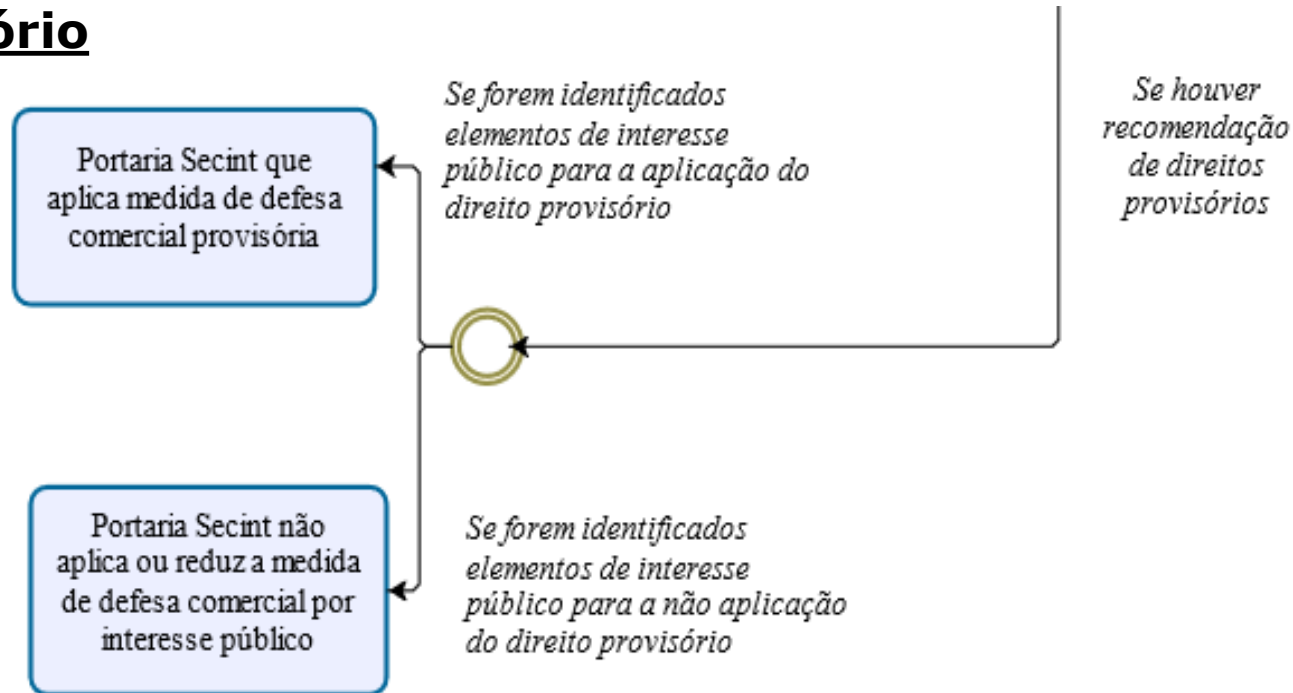 ório
Se forem identificados
elementos de interesse
público para a aplicação do
direito provisório
Se houver
recomendação
de direitos
provisórios
Portaria Secint que
aplica medida de defesa
comercial provisória
Portaria Secint não
aplica ou reduz a medida
de defesa comercial por
interesse público
Se forem identificados
elementos de interesse
público para a não aplicação
do direito provisório